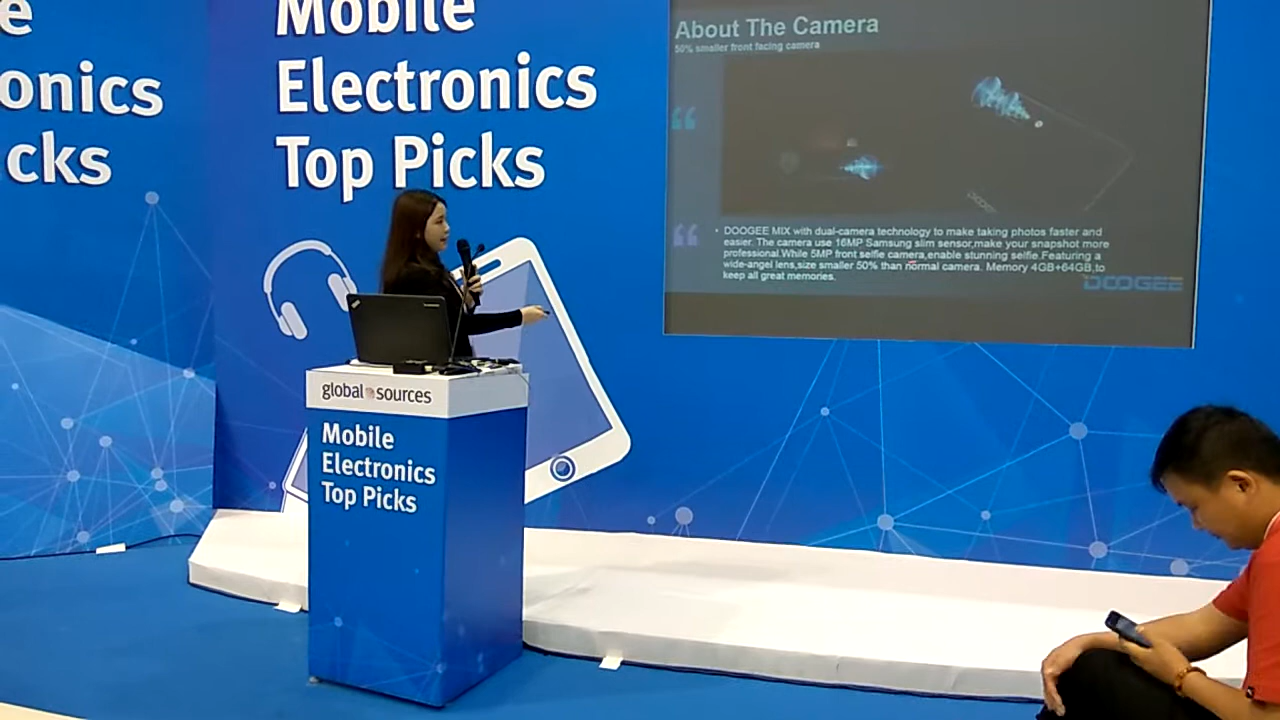 e
onics
cks
Mobile
Electronics
Top Picks
About The Camera
50% smaller front facing camera
DOOGEE
• DOOGEE MIX with dual-camera technology to make taking photos faster and
easier. The camera use 16MP Samsung slim sensor,make your snapshot more
professional.While 5MP front selfie camera,enable stunning selfie.Featuring a
wide-angel lens,size smaller 50% than normal camera. Memory 4GB+64GB,to
keep all great memories.
DOOGEE
global sources
Mobile
Electronics
Top Picks